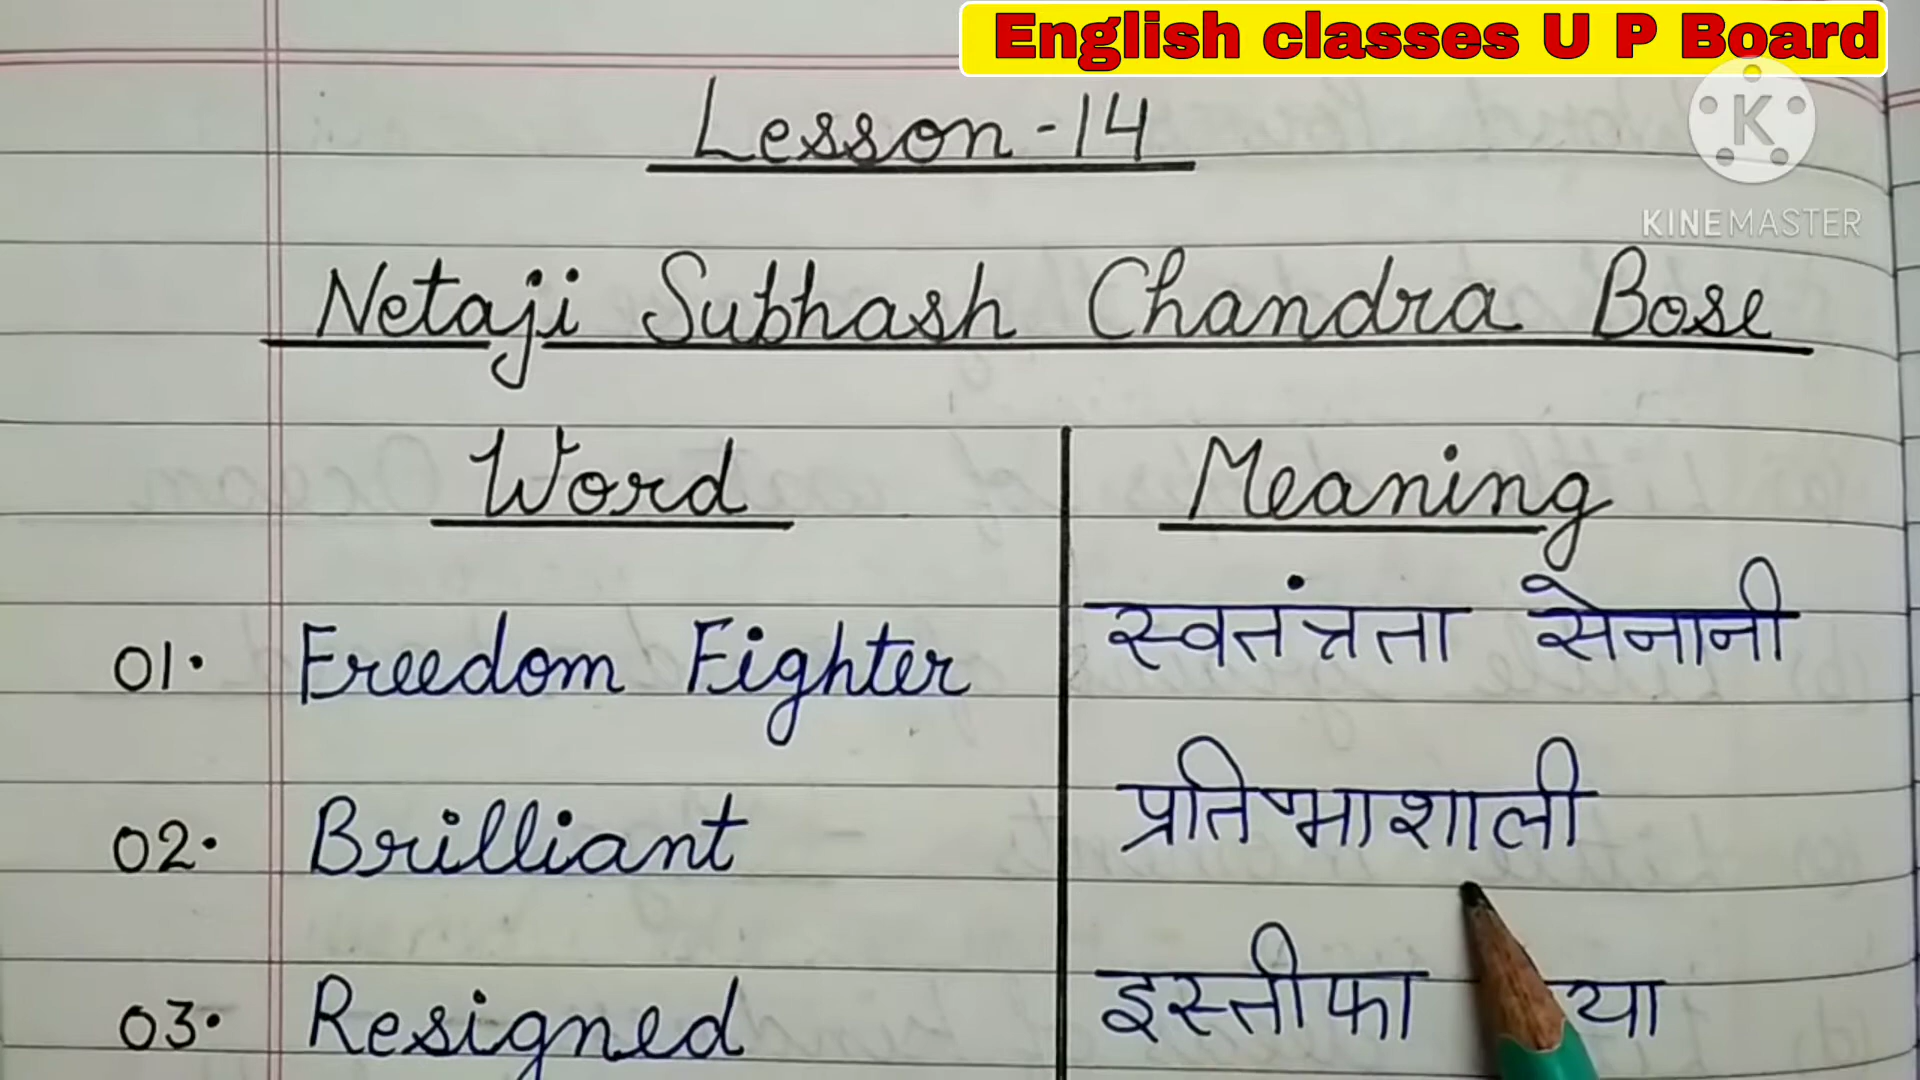 English classes U P Board
Lesson - 14
KINEMASTER
Netaji Subhash Chandra Bose
Word Meaning
01. Freedom Fighter स्वतंत्रता सेनानी
02. Brilliant प्रतिभाशाली
03. Resigned इस्तीफा